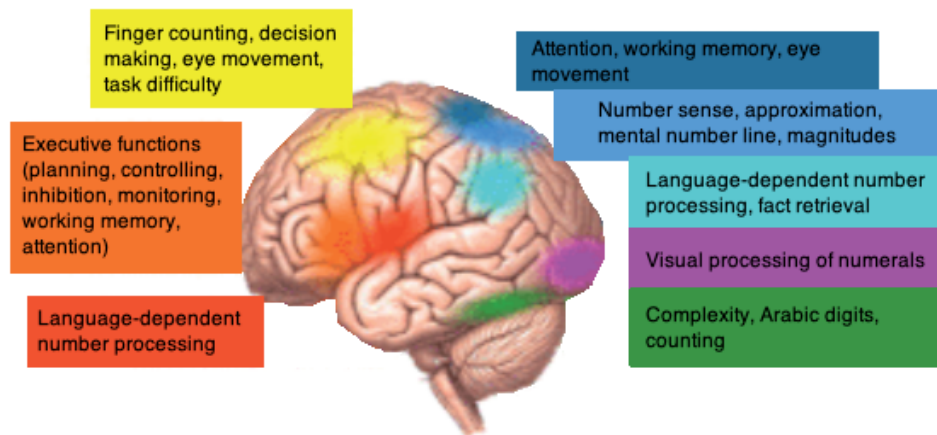 Finger counting, decision
making, eye movement,
task difficulty
Executive functions
(planning, controlling,
inhibition, monitoring,
working memory,
attention)
Language-dependent
number processing
Attention, working memory, eye
movement
Number sense, approximation,
mental number line, magnitudes
Language-dependent number
processing, fact retrieval
Visual processing of numerals
Complexity, Arabic digits,
counting